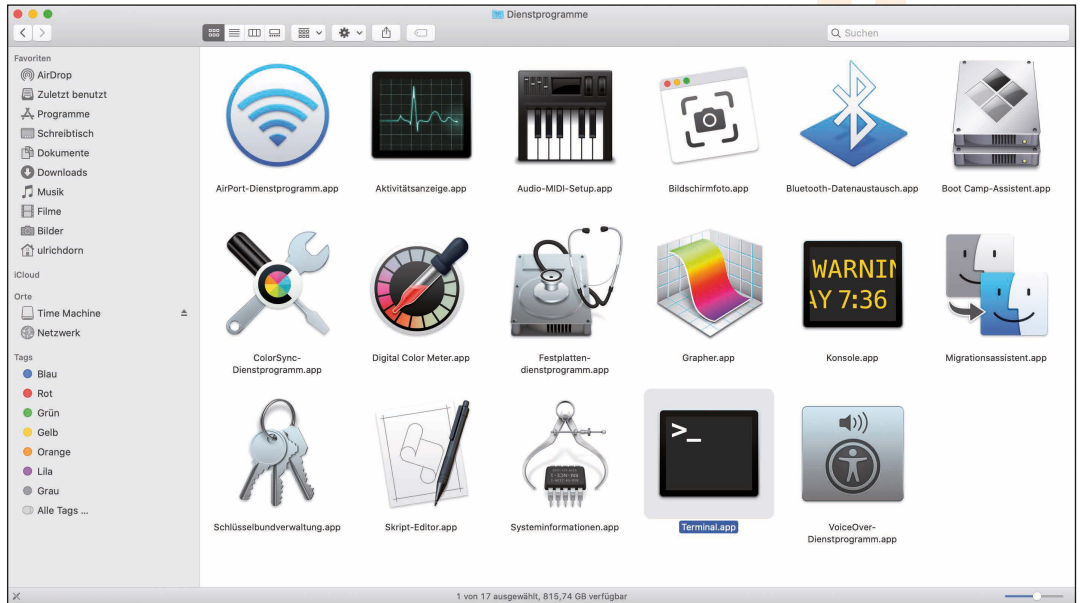 Dienstprogramme
Suchen
Favoriten
AirDrop
Zuletzt benutzt
Programme
Schreibtisch
Dokumente
Downloads
Musik
Filme
Bilder
ulrichdorn
iCloud
Orte
Time Machine
Netzwerk
Tags
Blau
Rot
Grün
Gelb
Orange
Lila
Grau
Alle Tags ...
AirPort-Dienstprogramm.app
Aktivitätsanzeige.app
Audio-MIDI-Setup.app
Bildschirmfoto.app
Bluetooth-Datenaustausch.app
Boot Camp-Assistent.app
WARNIN
AY 7:36
ColorSync-
Dienstprogramm.app
Digital Color Meter.app
Festplatten-
dienstprogramm.app
Grapher.app
Konsole.app
Migrationsassistent.app
>_
Schlüsselbundverwaltung.app
Skript-Editor.app
Systeminformationen.app
Terminal.app
VoiceOver-
Dienstprogramm.app
1 von 17 ausgewählt, 815,74 GB verfügbar